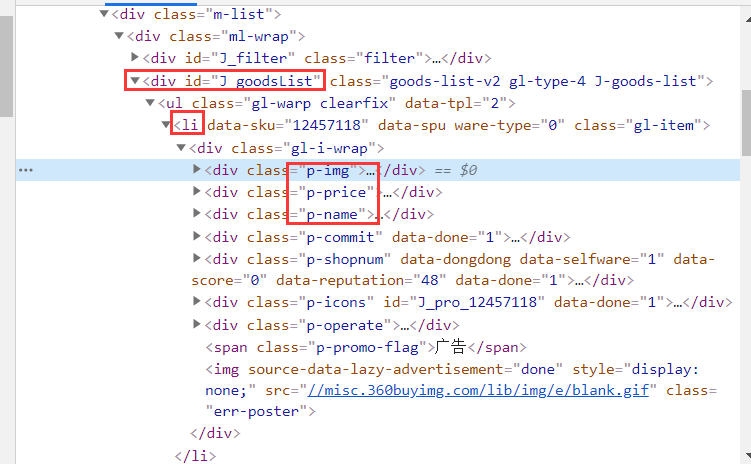 ▼<div class="m-list">
▼<div class="ml-wrap">
▶<div id="J_filter" class="filter">…</div>
▼<div id="J_goodsList" class="goods-list-v2 gl-type-4 J-goods-list">
▼<ul class="gl-warp clearfix" data-tpl="2">
▼<li data-sku="12457118" data-spu ware-type="0" class="gl-item">
▼<div class="gl-i-wrap">
… ▶<div class="p-img">…</div> == $0
▶<div class="p-price">…</div>
▶<div class="p-name">…</div>
▶<div class="p-commit" data-done="1">…</div>
▶<div class="p-shopnum" data-dongdong data-selfware="1" data-
score="0" data-reputation="48" data-done="1">…</div>
▶<div class="p-icons" id="J_pro_12457118" data-done="1">…</div>
▶<div class="p-operate">…</div>
<span class="p-promo-flag">广告</span>
<img source-data-lazy-advertisement="done" style="display:
none;" src="//misc.360buyimg.com/lib/img/e/blank.gif" class=
"err-poster">
</div>
</li>